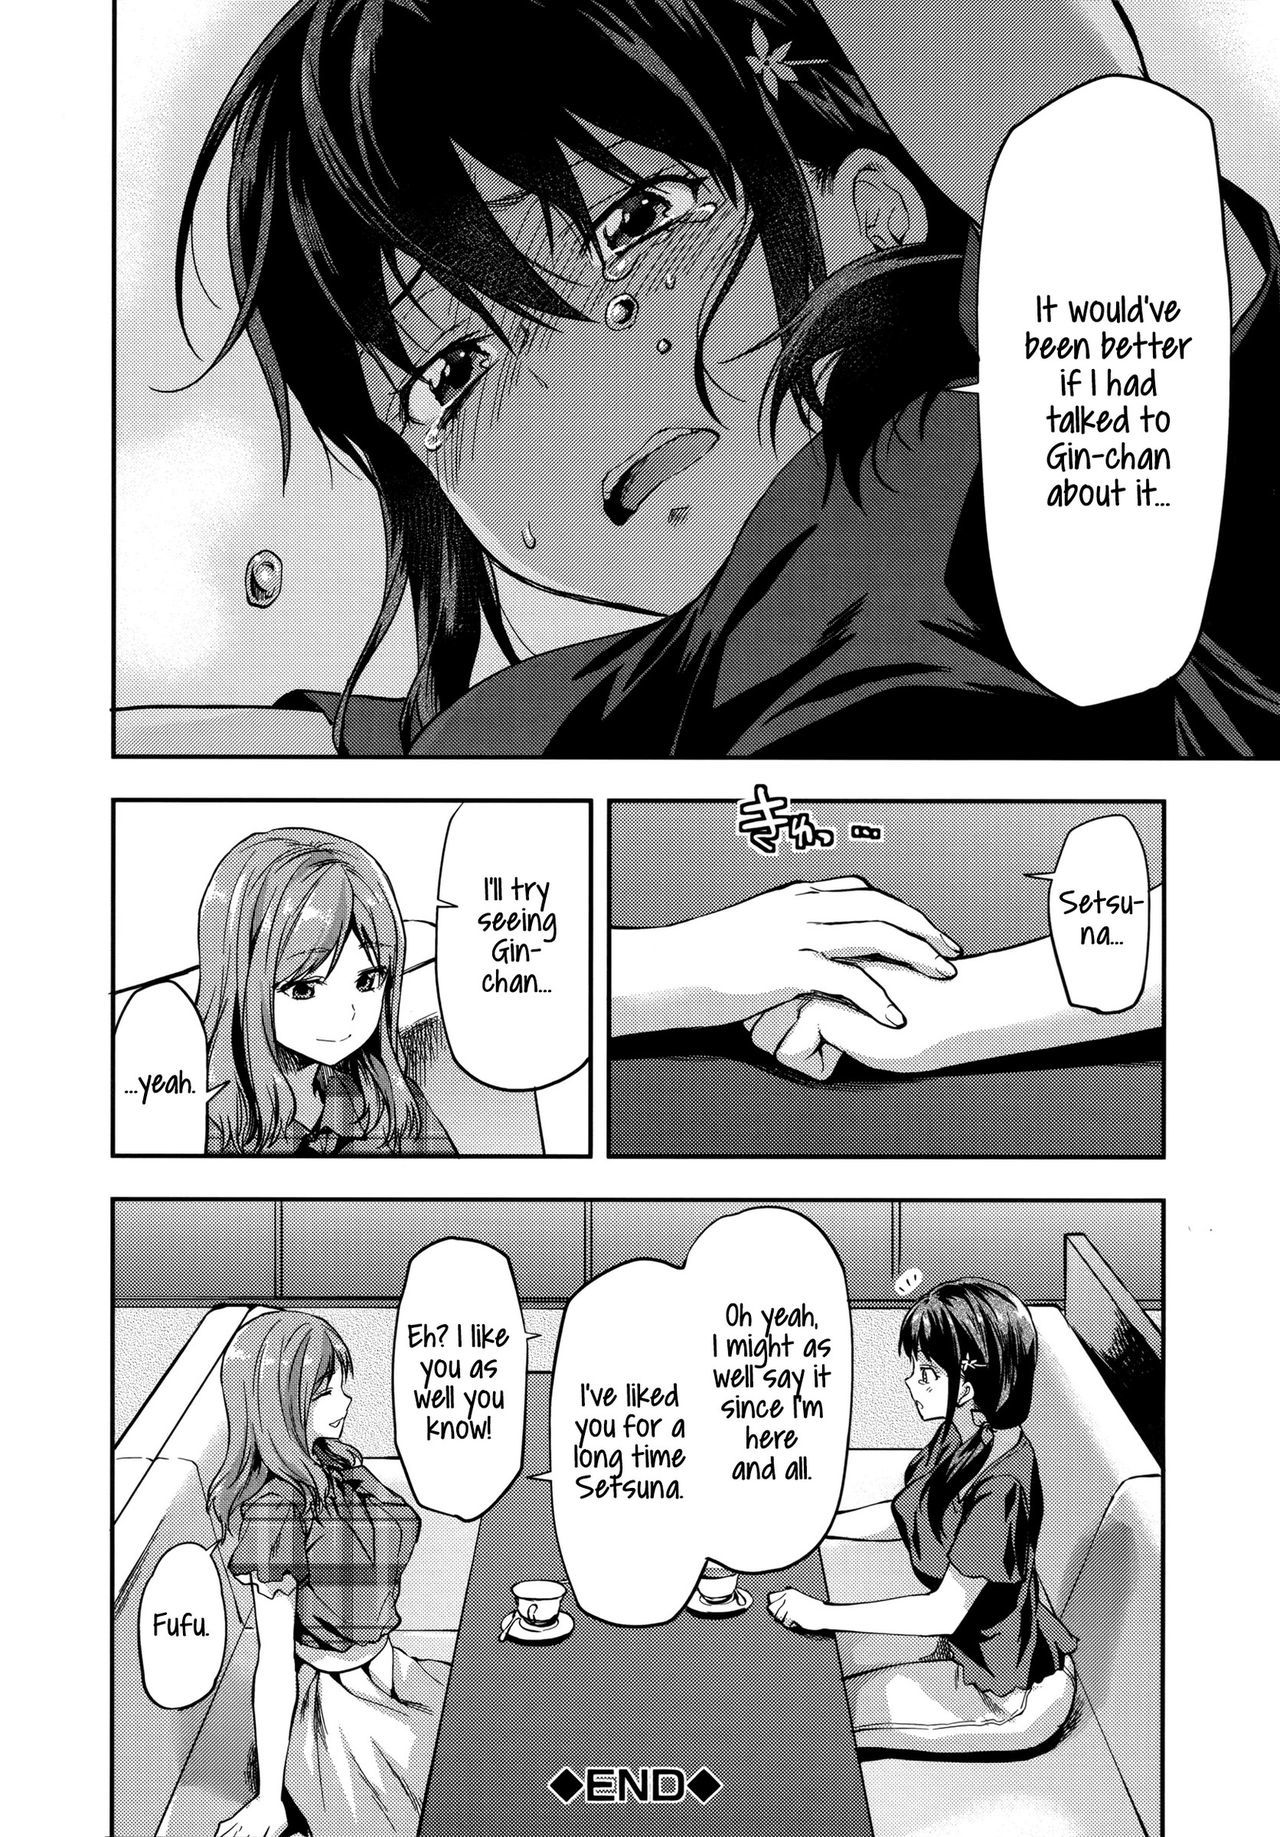 It would've
been better
if I had
talked to
Gin-chan
about it...
Setsu-
na...
きゅっ…
I'll try
seeing
Gin-
chan...
...yeah.
Oh yeah,
I might as
well say it
since I'm
here
and all.
I've liked
you for a
long time
Setsuna.
Eh? I like
you as
well you
know!
Fufu.
◆END◆